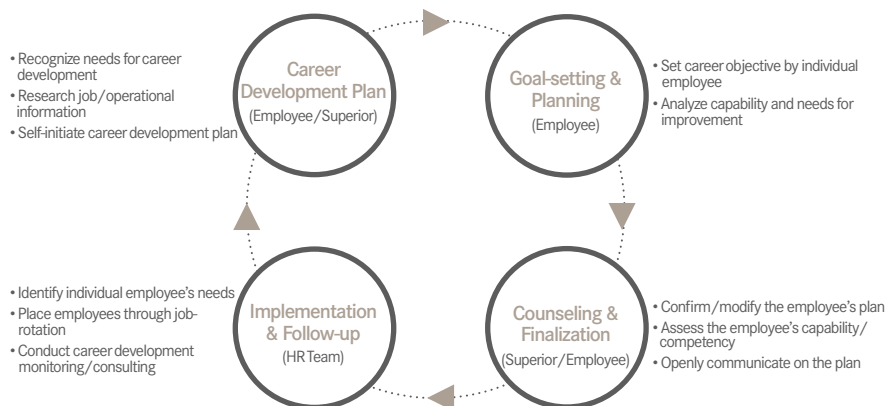 • Recognize needs for career
development
• Research job/operational
information
• Self-initiate career development plan
Career
Development Plan
(Employee/Superior)
Goal-setting &
Planning
(Employee)
• Set career objective by individual
employee
• Analyze capability and needs for
improvement
• Identify individual employee's needs
• Place employees through job-
rotation
• Conduct career development
monitoring/consulting
Implementation
& Follow-up
(HR Team)
Counseling &
Finalization
(Superior/Employee)
• Confirm/modify the employee's plan
• Assess the employee's capability/
competency
• Openly communicate on the plan